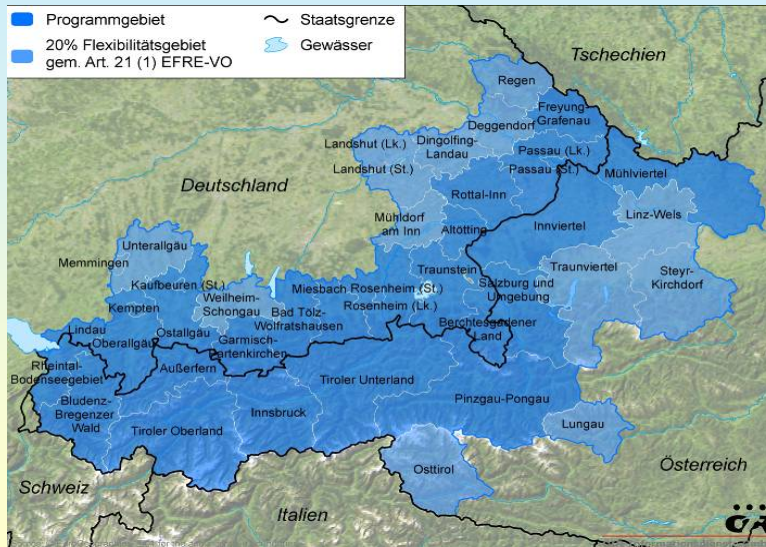 Programmgebiet
Staatsgrenze
20% Flexibilitätsgebiet
gem. Art. 21 (1) EFRE-VO
Gewässer
Tschechien
Regen
Freyung-
Grafenau
Deggendorf
Landshut (Lk.)
Dingolfing-
Landau
Passau (Lk.)
Landshut (St.)
Passau (St.)
Mühlviertel
Deutschland
Rottal-Inn
Linz-Wels
Mühldorf
am Inn
Altötting
Innviertel
Unterallgäu
Memmingen
Traunstein
Traunviertel
Steyr-
Kirchdorf
Kaufbeuren (St.)
Weilheim-
Schongau
Miesbach
Rosenheim (St.)
Salzburg und
Umgebung
Kempten
Bad Tölz-
Wolfratshausen
Rosenheim (Lk.)
Lindau
Oberallgäu
Ostallgäu
Garmisch-
Partenkirchen
Berchtesgadener
Land
Rheintal-
Bodenseegebiet
Außerfern
Tiroler Unterland
Bludenz-
Bregenzer
Wald
Innsbruck
Pinzgau-Pongau
Tiroler Oberland
Lungau
Osttirol
Österreich
Schweiz
Italien